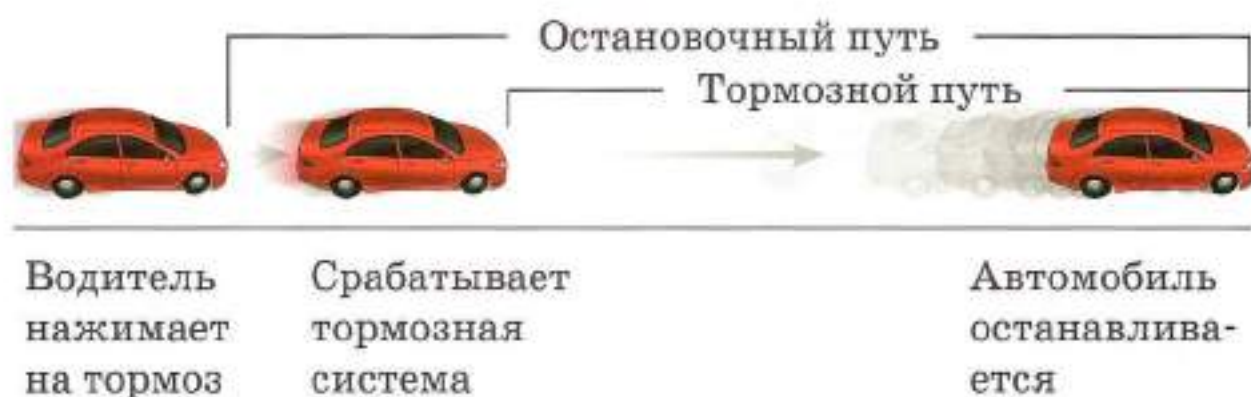 Остановочный путь
Тормозной путь
Водитель
нажимает
на тормоз
Срабатывает
тормозная
система
Автомобиль
останавлива-
ется